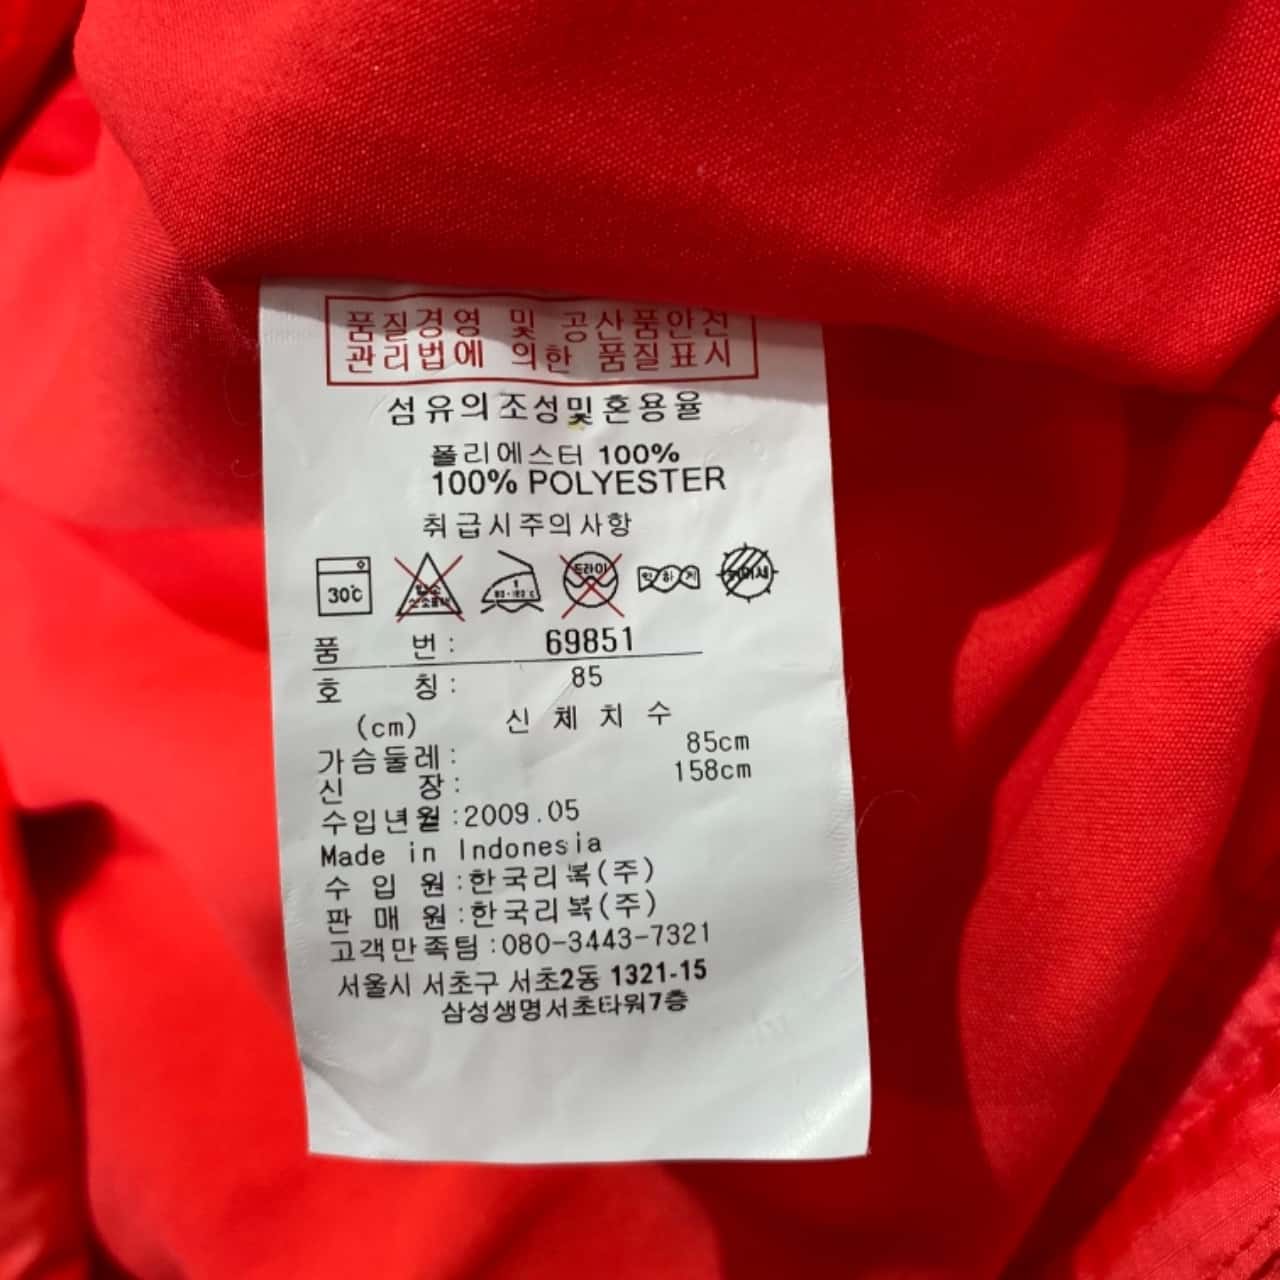 품질경영 및 공산품안전
관리법에 의한 품질표시
섬유의조성및혼용율
폴리에스터 100%
100% POLYESTER
취급시주의사항
30℃ 드라이 약하게
품 번: 69851
호 칭: 85
(cm) 신체치수
가슴둘레: 85cm
신 장: 158cm
수입년월:2009.05
Made in Indonesia
수 입 원:한국리복(주)
판 매 원:한국리복(주)
고객만족팀:080-3443-7321
서울시 서초구 서초2동 1321-15
삼성생명서초타워7층